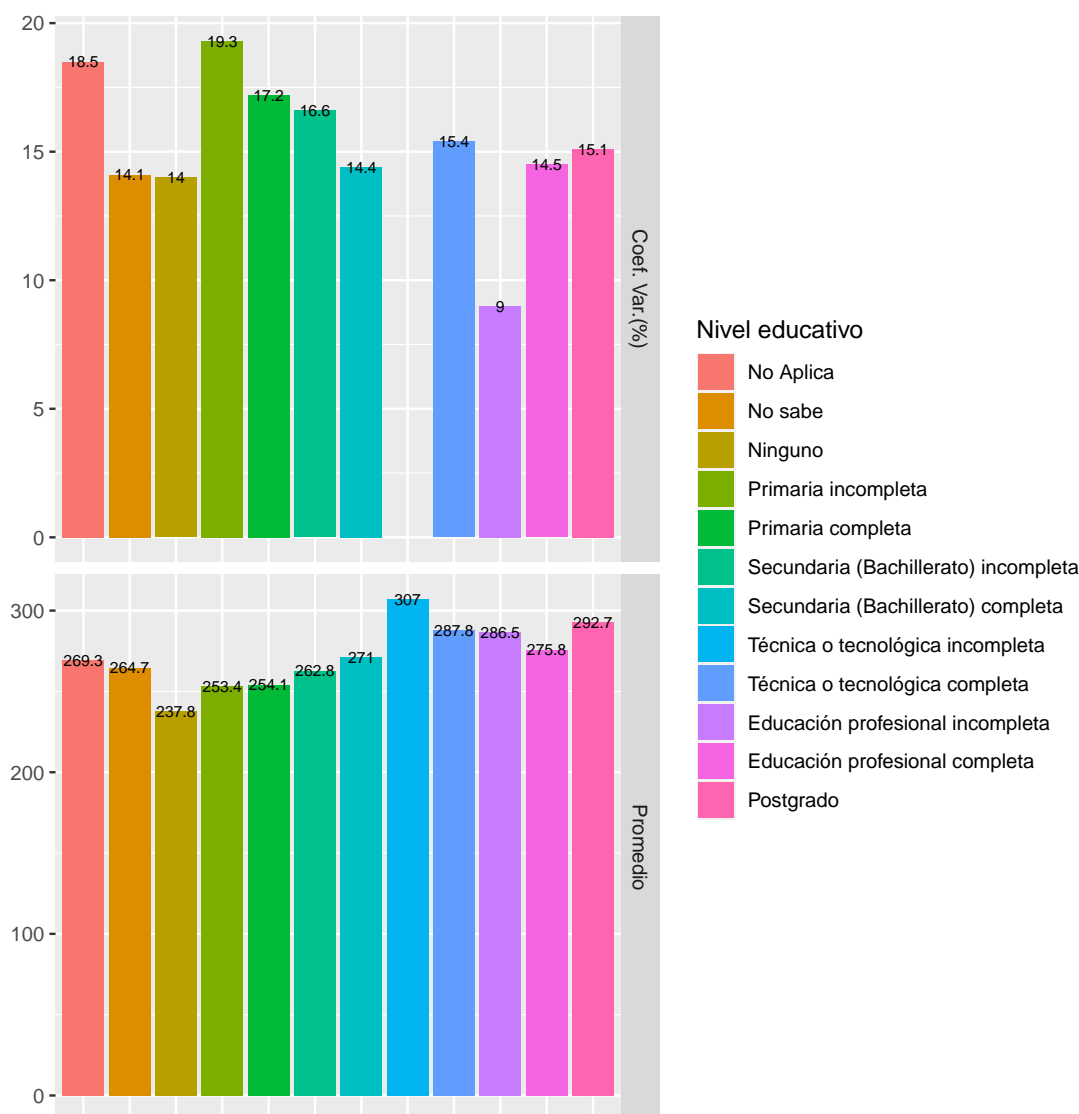 20
15
10
5
0
18.5
14.1
14
19.3
17.2
16.6
14.4
15.4
9
14.5
15.1
Coef. Var.(%)
300
200
100
0
269.3
264.7
237.8
253.4
254.1
262.8
271
307
287.8
286.5
275.8
292.7
Promedio
Nivel educativo
No Aplica
No sabe
Ninguno
Primaria incompleta
Primaria completa
Secundaria (Bachillerato) incompleta
Secundaria (Bachillerato) completa
Técnica o tecnológica incompleta
Técnica o tecnológica completa
Educación profesional incompleta
Educación profesional completa
Postgrado